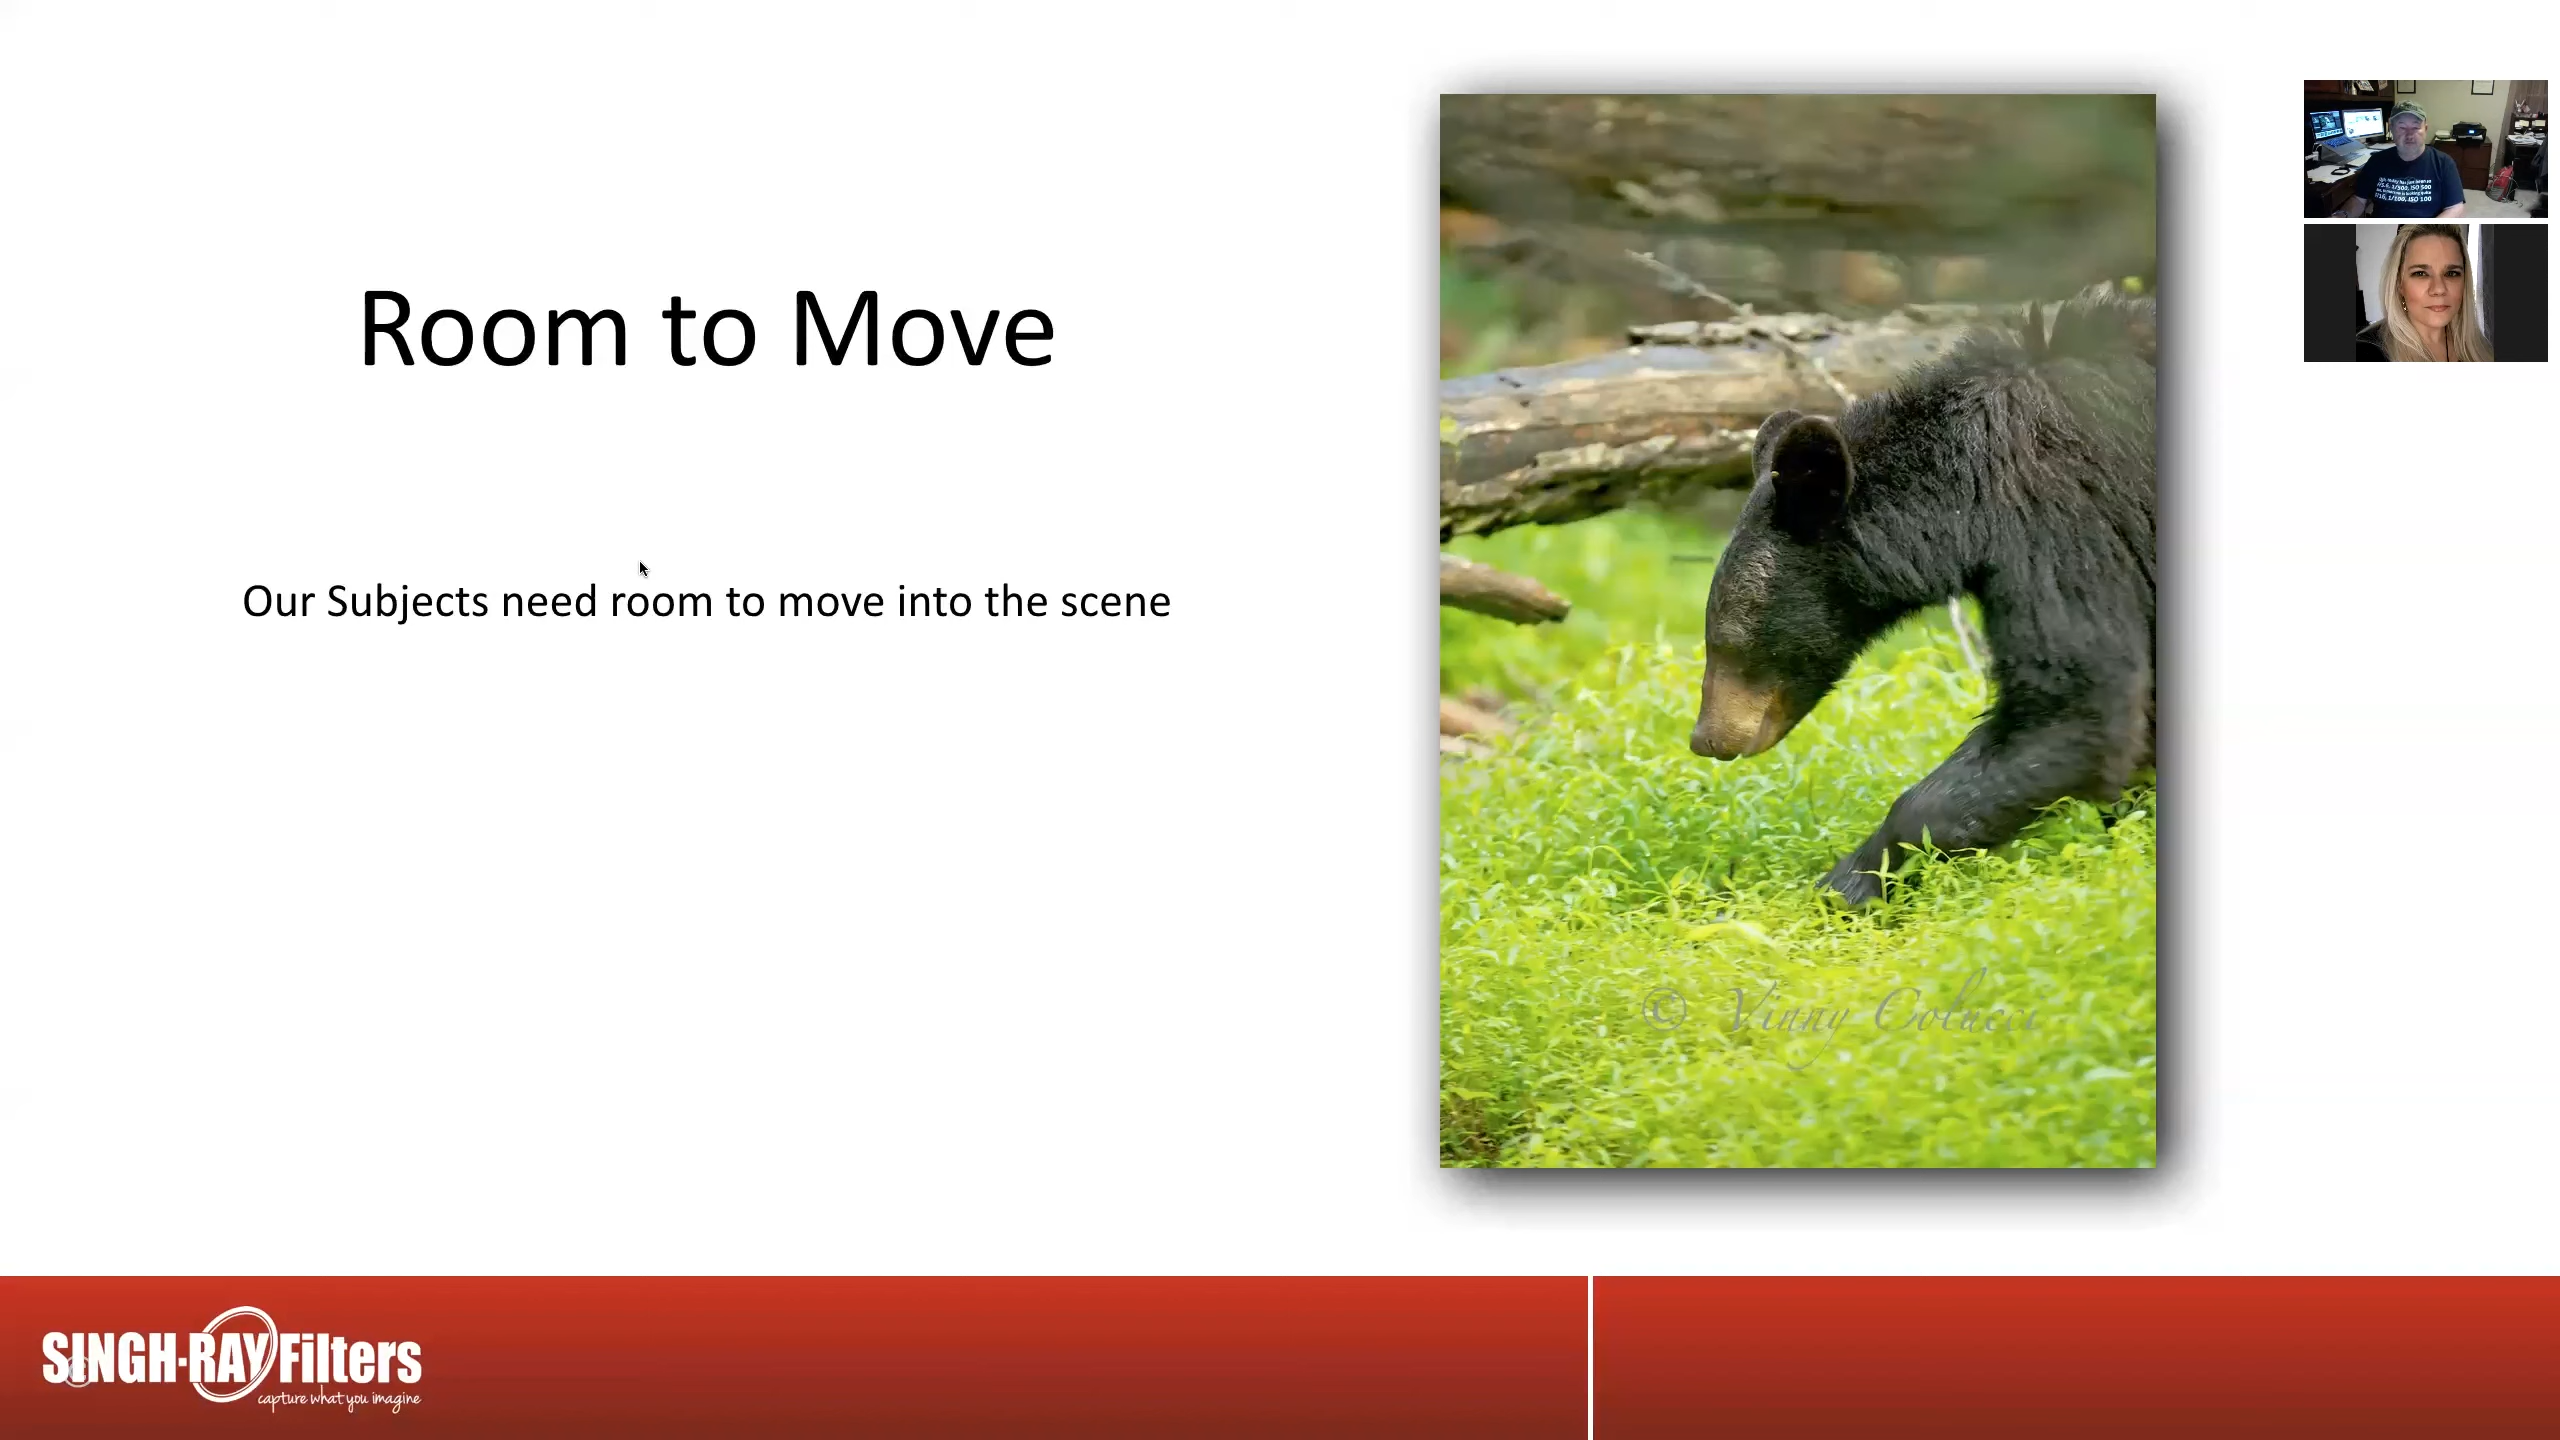 Room to Move
Our Subjects need room to move into the scene
© Vinny Colucci
SINGH-RAY Filters
capture what you imagine